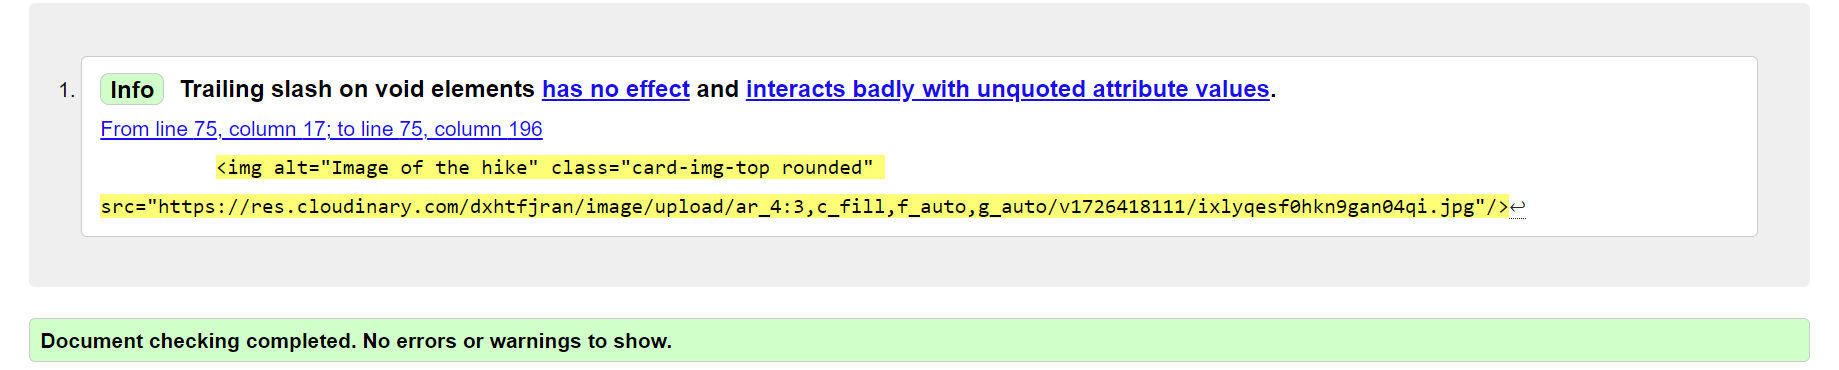 1. Info Trailing slash on void elements has no effect and interacts badly with unquoted attribute values.
From line 75, column 17; to line 75, column 196
<img alt="Image of the hike" class="card-img-top rounded"
src="https://res.cloudinary.com/dxhtfjran/image/upload/ar_4:3,c_fill,f_auto,g_auto/v1726418111/ixlyqesf0hkn9gan04qi.jpg"/>↩
Document checking completed. No errors or warnings to show.